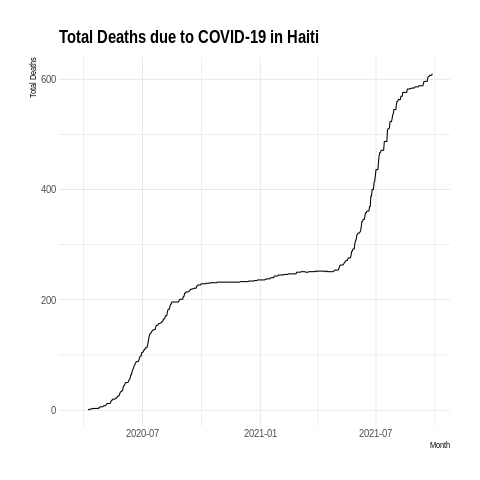 Total Deaths due to COVID-19 in Haiti
Total Deaths
600
400
200
0
2020-07
2021-01
2021-07
Month